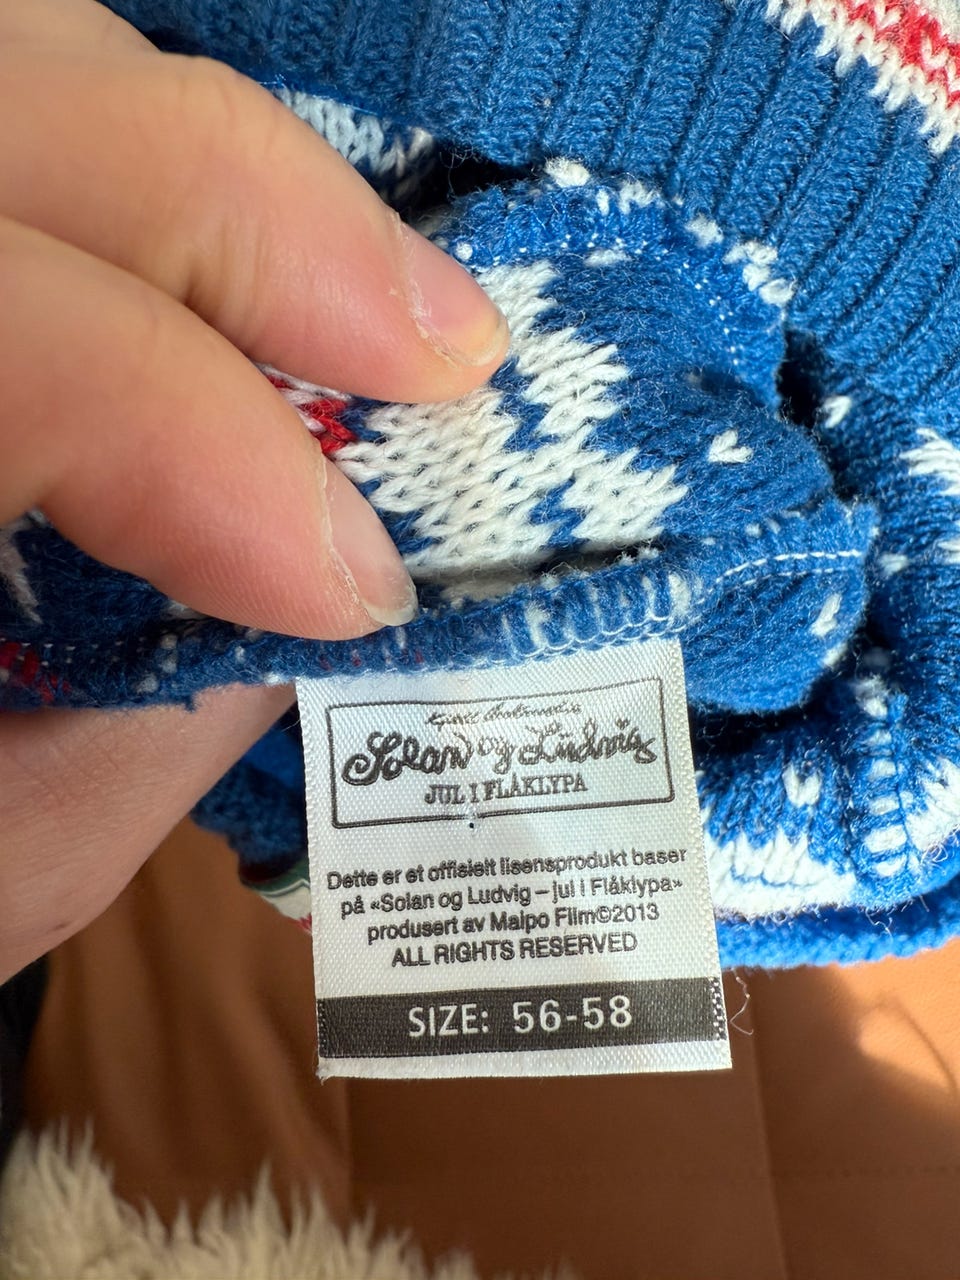 Solan og Ludvig
JUL I FLÅKLYPA
Dette er et offisielt lisensprodukt baser
på «Solan og Ludvig – jul i Flåklypa»
produsert av Maipo Film©2013
ALL RIGHTS RESERVED
SIZE: 56-58